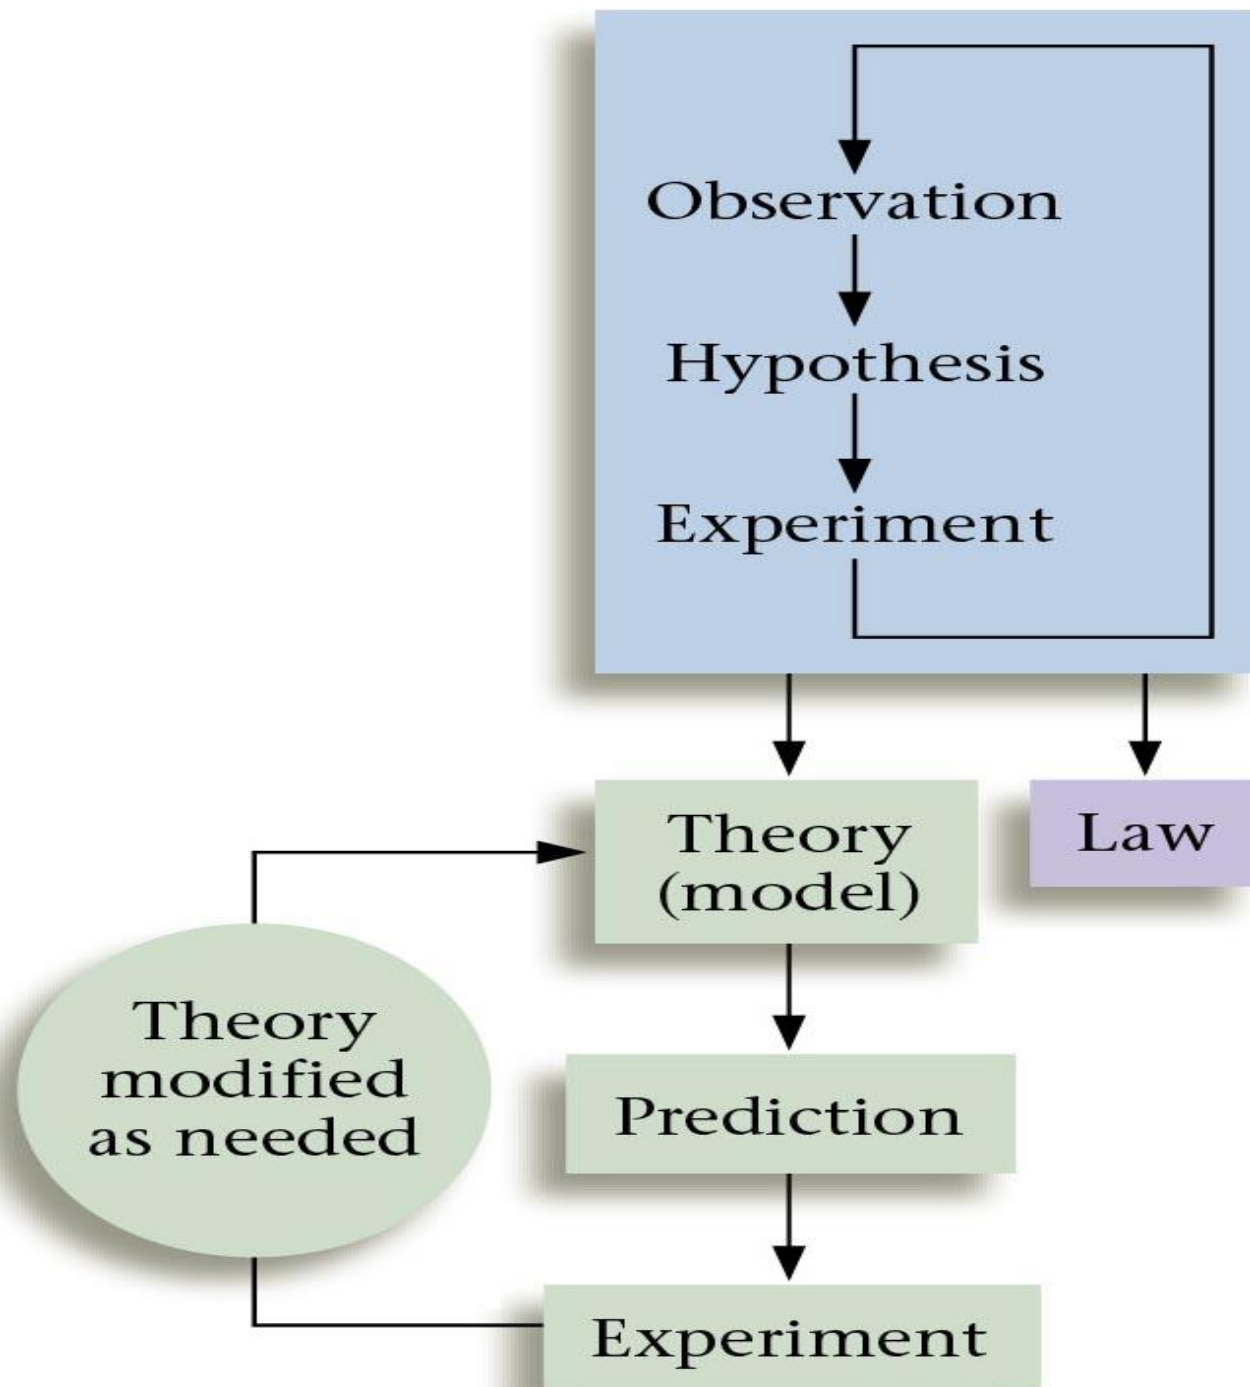 Observation
Hypothesis
Experiment
Theory
(model)
Law
Theory
modified
as needed
Prediction
Experiment